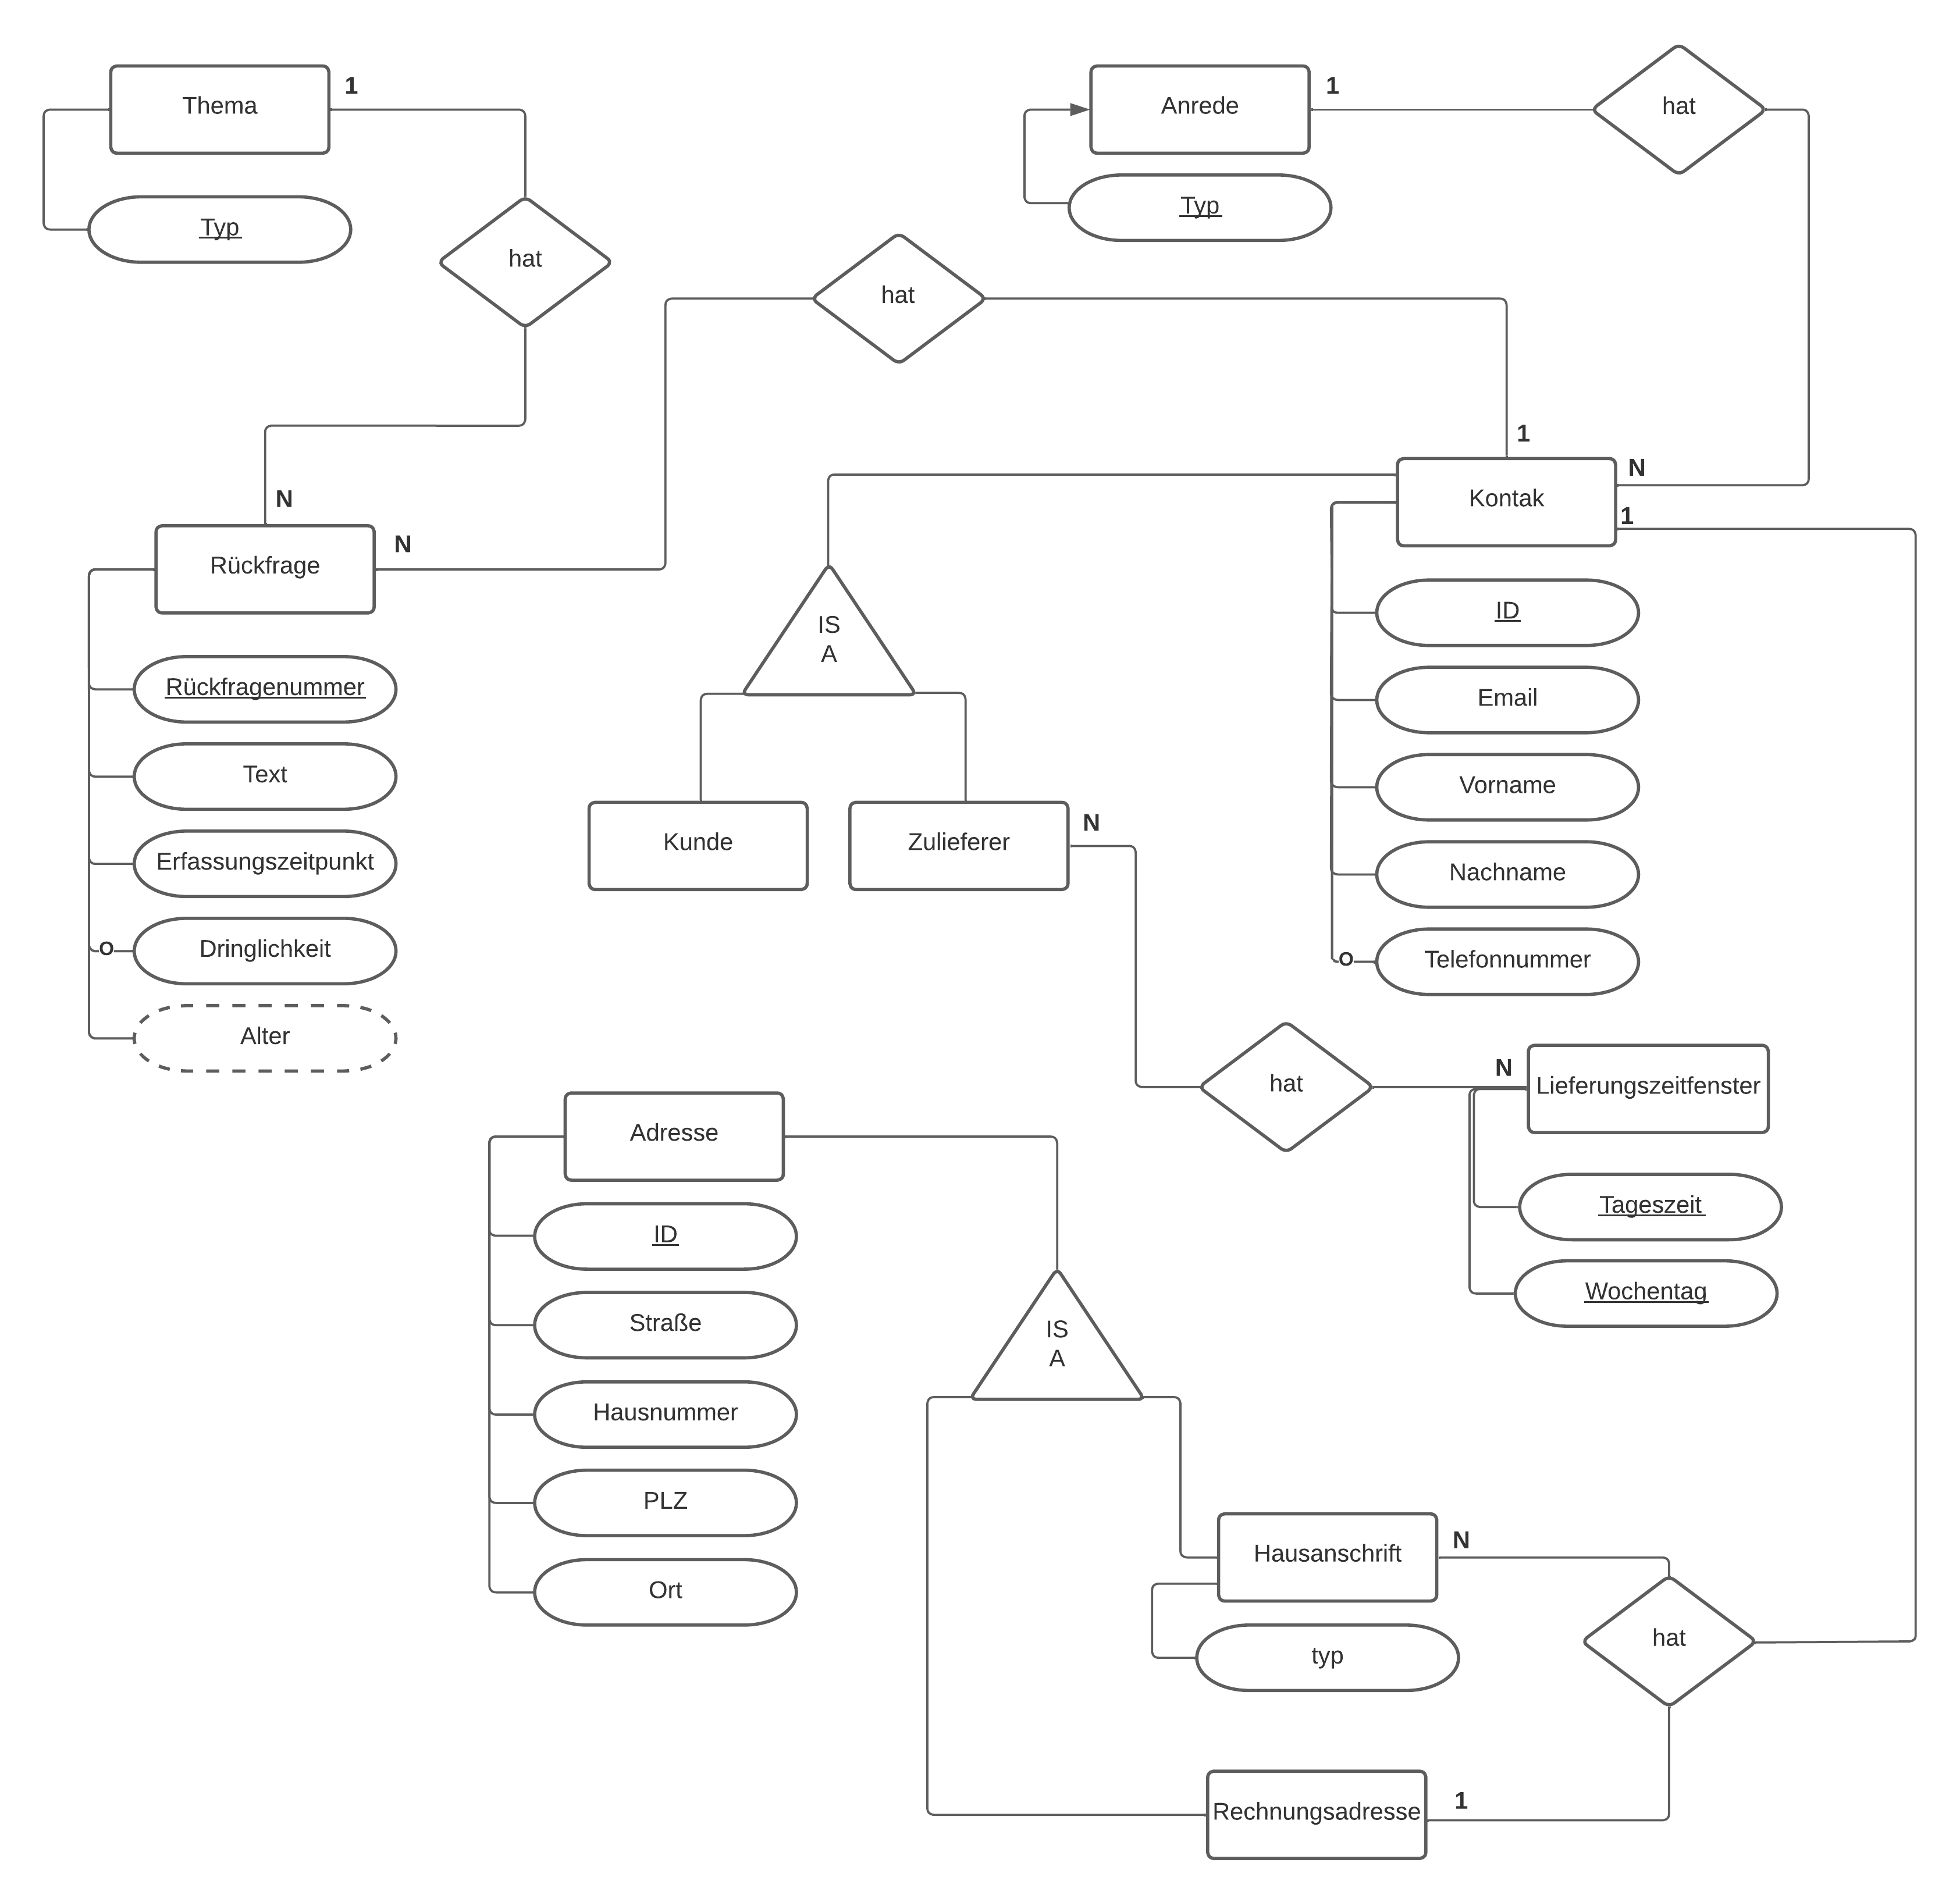 Thema
1
Typ
hat
N
Anrede
1
Typ
hat
hat
1
N
Kontak
1
ID
Email
Vorname
Nachname
O
Telefonnummer
Rückfrage
N
Rückfragenummer
Text
Erfassungszeitpunkt
O
Dringlichkeit
Alter
IS
A
Kunde
Zulieferer
N
hat
N
Lieferungszeitfenster
Tageszeit
Wochentag
Adresse
ID
Straße
Hausnummer
PLZ
Ort
IS
A
Hausanschrift
N
typ
hat
Rechnungsadresse
1